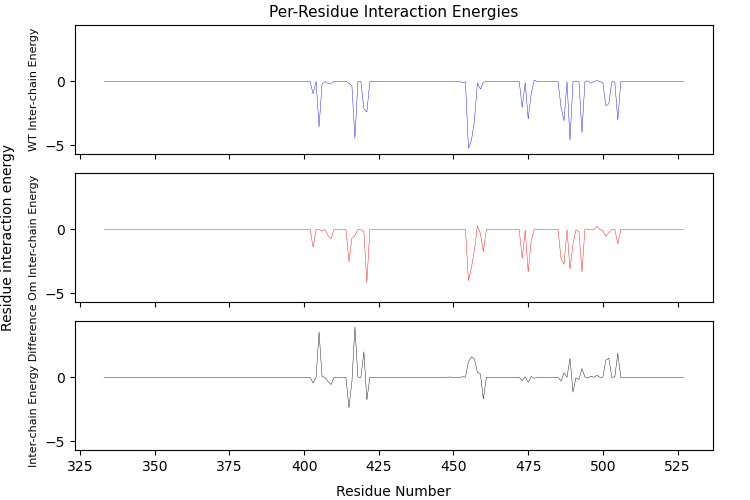 Per-Residue Interaction Energies
Residue interaction energy
WT Inter-chain Energy
0
−5
Om Inter-chain Energy
0
−5
Inter-chain Energy Difference
0
−5
325 350 375 400 425 450 475 500 525
Residue Number